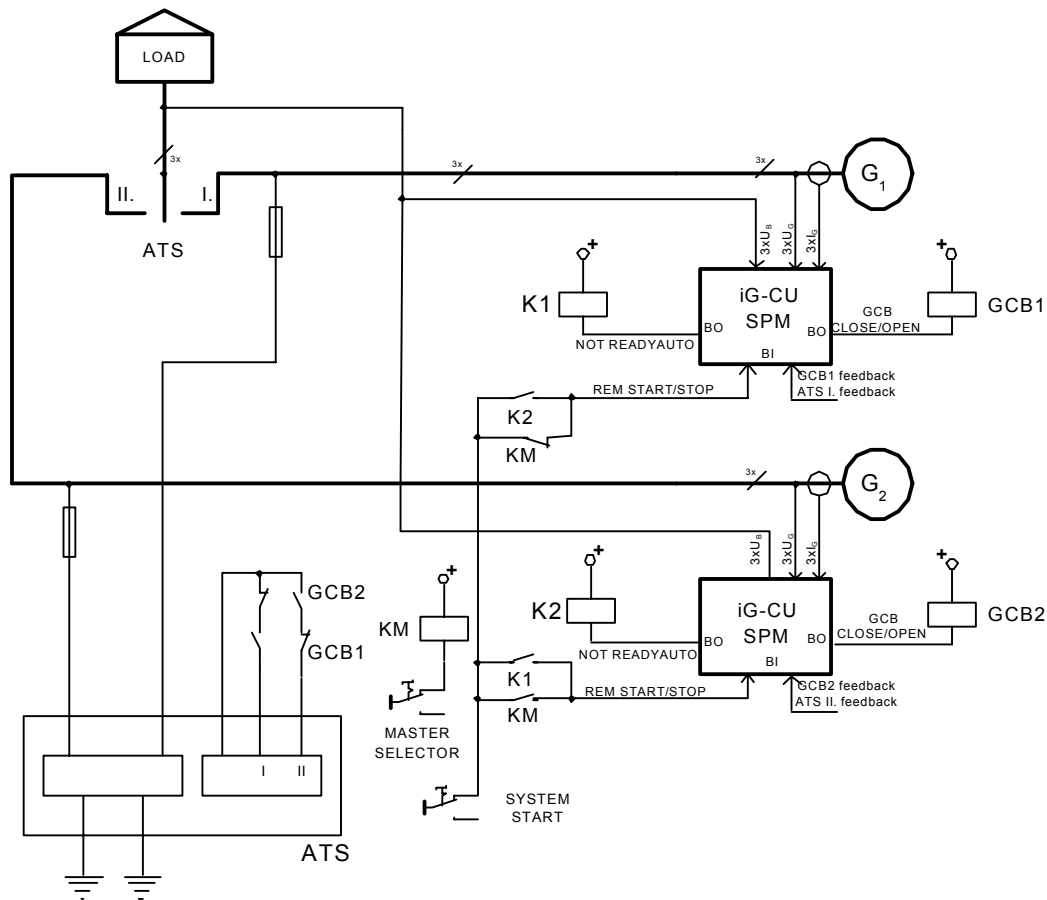 LOAD
3x
II.
I.
ATS
3x
3x
G1
3xUB
3xUG
3xIG
K1
iG-CU
SPM
BO
BO
BI
NOT READYAUTO
GCB
CLOSE/OPEN
GCB1
GCB1 feedback
ATS I. feedback
REM START/STOP
K2
KM
3x
G2
3xUB
3xUG
3xIG
GCB2
GCB1
KM
K2
iG-CU
SPM
BO
BO
BI
NOT READYAUTO
GCB
CLOSE/OPEN
GCB2
GCB2 feedback
ATS II. feedback
K1
REM START/STOP
KM
MASTER
SELECTOR
I
II
SYSTEM
START
ATS